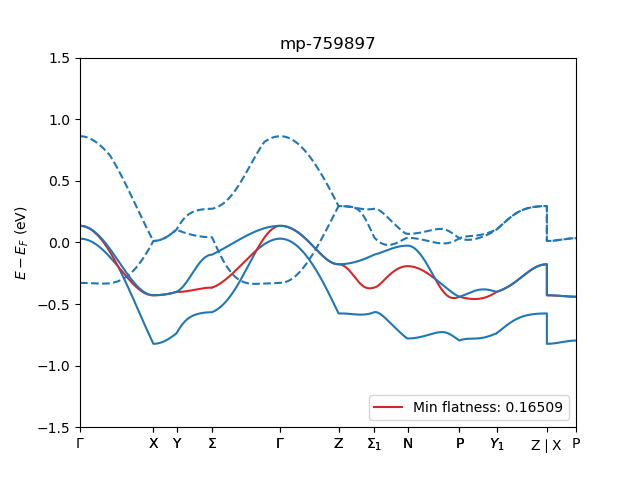 mp-759897
1.5
1.0
0.5
0.0
−0.5
−1.0
−1.5
E − E_F (eV)
Min flatness: 0.16509
Γ X Y Σ Γ Z Σ₁ N P Y₁ Z | X P